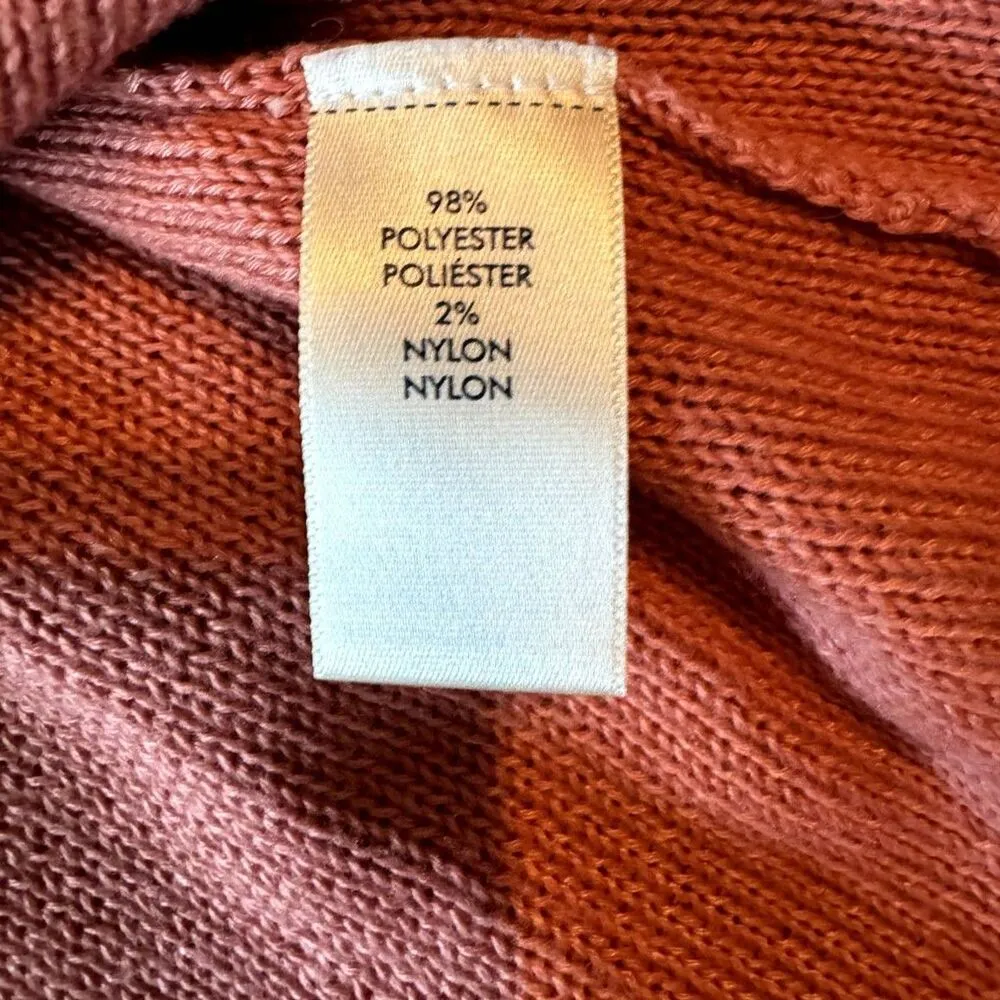 98%
POLYESTER
POLIÉSTER
2%
NYLON
NYLON